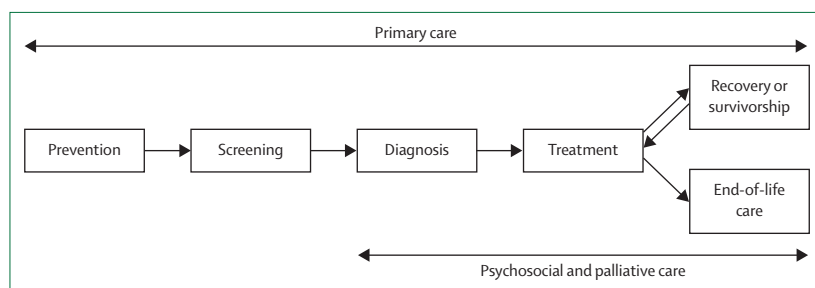 Primary care
Prevention
Screening
Diagnosis
Treatment
Recovery or
survivorship
End-of-life
care
Psychosocial and palliative care